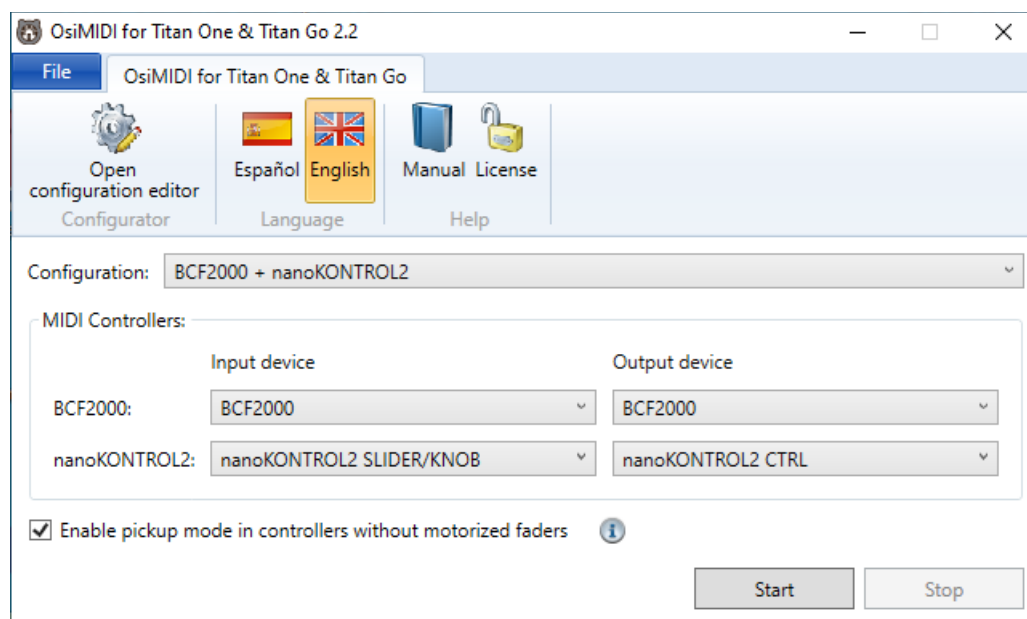 OsiMIDI for Titan One & Titan Go 2.2
File
OsiMIDI for Titan One & Titan Go
Open
configuration editor
Español
English
Manual
License
Configurator
Language
Help
Configuration:
BCF2000 + nanoKONTROL2
MIDI Controllers:
Input device
Output device
BCF2000:
BCF2000
BCF2000
nanoKONTROL2:
nanoKONTROL2 SLIDER/KNOB
nanoKONTROL2 CTRL
Enable pickup mode in controllers without motorized faders
Start
Stop